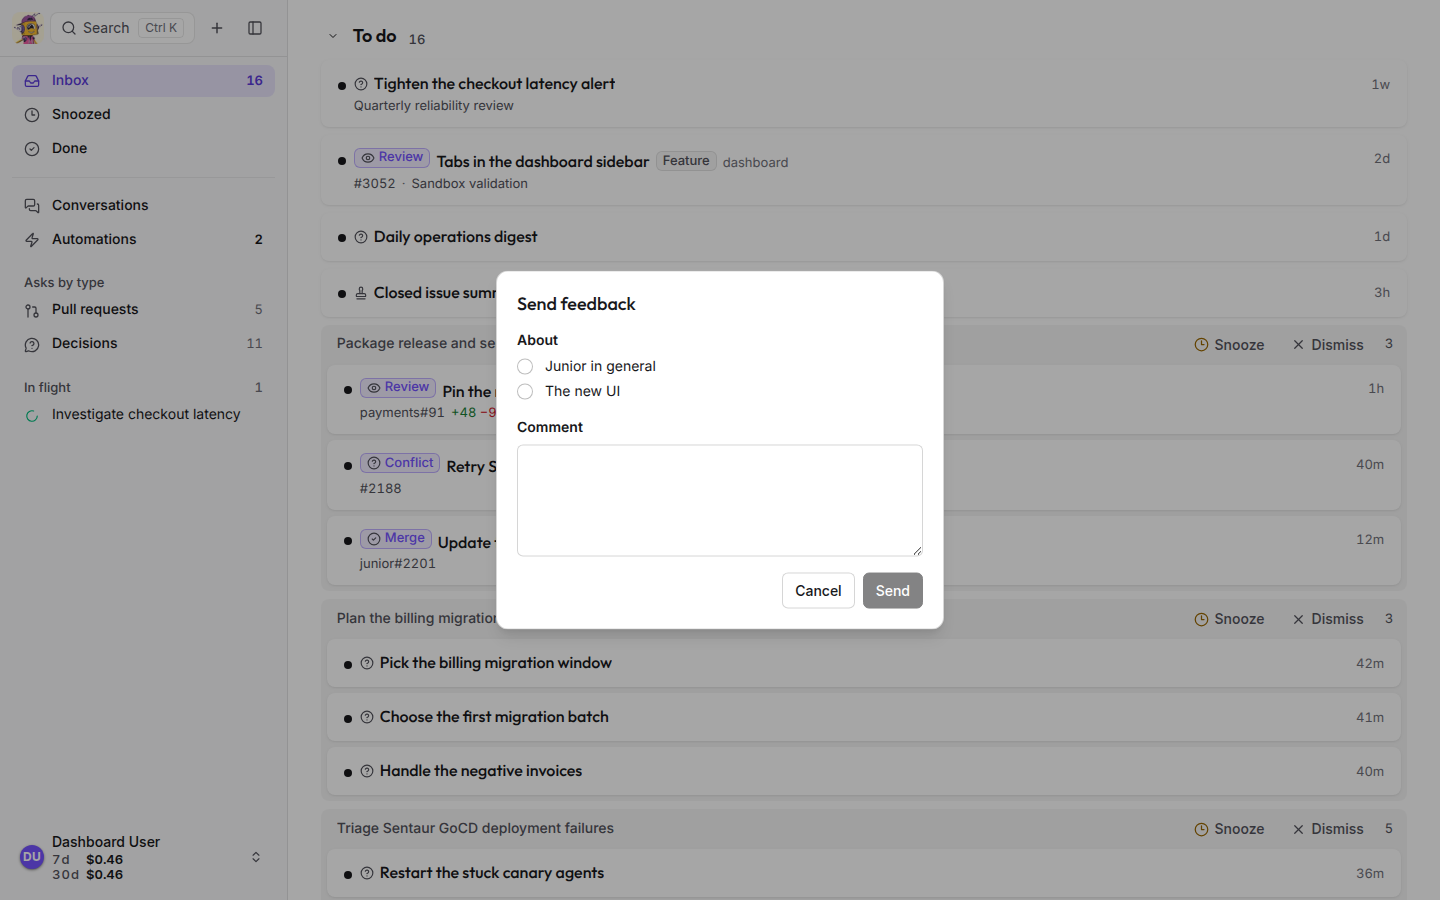 Search Ctrl K
Inbox 16
Snoozed
Done
Conversations
Automations 2
Asks by type
Pull requests 5
Decisions 11
In flight 1
Investigate checkout latency
DU
Dashboard User
7d $0.46
30d $0.46
To do 16
Tighten the checkout latency alert 1w
Quarterly reliability review
Review Tabs in the dashboard sidebar Feature dashboard 2d
#3052 · Sandbox validation
Daily operations digest 1d
Closed issue sum 3h
Package release and se Snooze Dismiss 3
Review Pin the 1h
payments#91 +48 −9
Conflict Retry S 40m
#2188
Merge Update 12m
junior#2201
Plan the billing migration Snooze Dismiss 3
Pick the billing migration window 42m
Choose the first migration batch 41m
Handle the negative invoices 40m
Triage Sentaur GoCD deployment failures Snooze Dismiss 5
Restart the stuck canary agents 36m
Send feedback
About
Junior in general
The new UI
Comment
Cancel Send